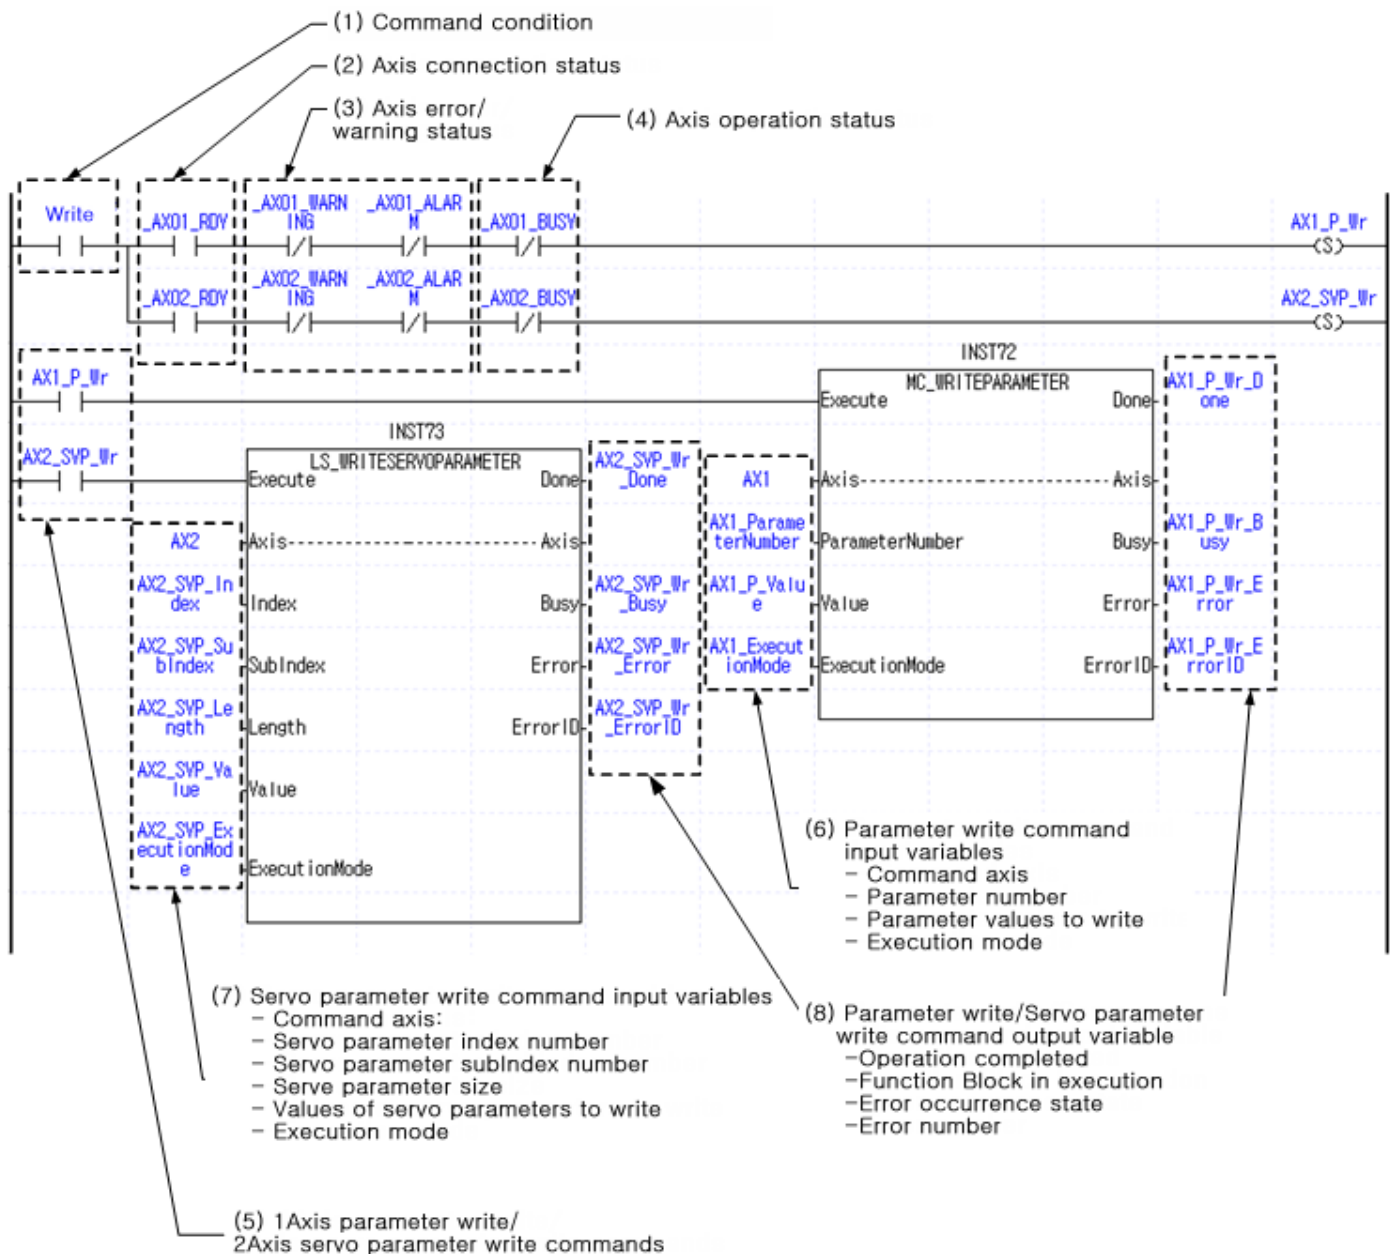 (1) Command condition
(2) Axis connection status
(3) Axis error/
warning status
(4) Axis operation status
Write
_AX01_RDY
_AX01_WARN
ING
_AX01_ALAR
M
_AX01_BUSY
AX1_P_Wr
(S)
_AX02_RDY
_AX02_WARN
ING
_AX02_ALAR
M
_AX02_BUSY
AX2_SVP_Wr
(S)
AX1_P_Wr
INST72
MC_WRITEPARAMETER
Execute
Done
AX1_P_Wr_D
one
AX2_SVP_Wr
INST73
LS_WRITESERVOPARAMETER
Execute
Done
AX2_SVP_Wr
_Done
AX1
Axis
Axis
AX2
Axis
Axis
AX1_Parame
terNumber
ParameterNumber
Busy
AX1_P_Wr_B
usy
AX2_SVP_In
dex
Index
Busy
AX2_SVP_Wr
_Busy
AX1_P_Valu
e
Value
Error
AX1_P_Wr_E
rror
AX2_SVP_Su
bIndex
SubIndex
Error
AX2_SVP_Wr
_Error
AX1_Execut
ionMode
ExecutionMode
ErrorID
AX1_P_Wr_E
rrorID
AX2_SVP_Le
ngth
Length
ErrorID
AX2_SVP_Wr
_ErrorID
AX2_SVP_Va
lue
Value
AX2_SVP_Ex
ecutionMod
e
ExecutionMode
(6) Parameter write command
input variables
- Command axis
- Parameter number
- Parameter values to write
- Execution mode
(7) Servo parameter write command input variables
- Command axis:
- Servo parameter index number
- Servo parameter subIndex number
- Serve parameter size
- Values of servo parameters to write
- Execution mode
(8) Parameter write/Servo parameter
write command output variable
-Operation completed
-Function Block in execution
-Error occurrence state
-Error number
(5) 1Axis parameter write/
2Axis servo parameter write commands